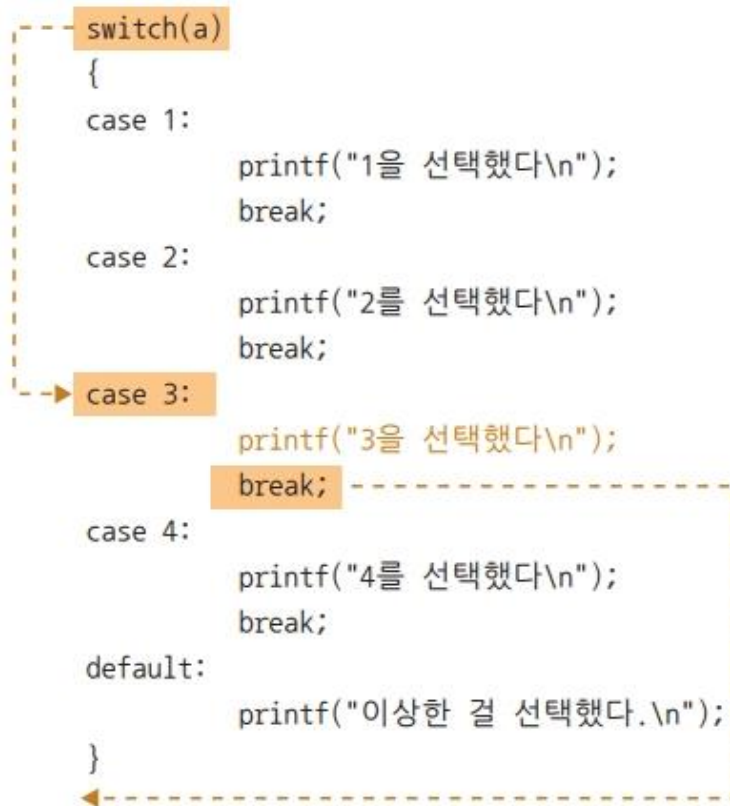 switch(a)
{
case 1:
printf("1을 선택했다\n");
break;
case 2:
printf("2를 선택했다\n");
break;
case 3:
printf("3을 선택했다\n");
break;
case 4:
printf("4를 선택했다\n");
break;
default:
printf("이상한 걸 선택했다.\n");
}